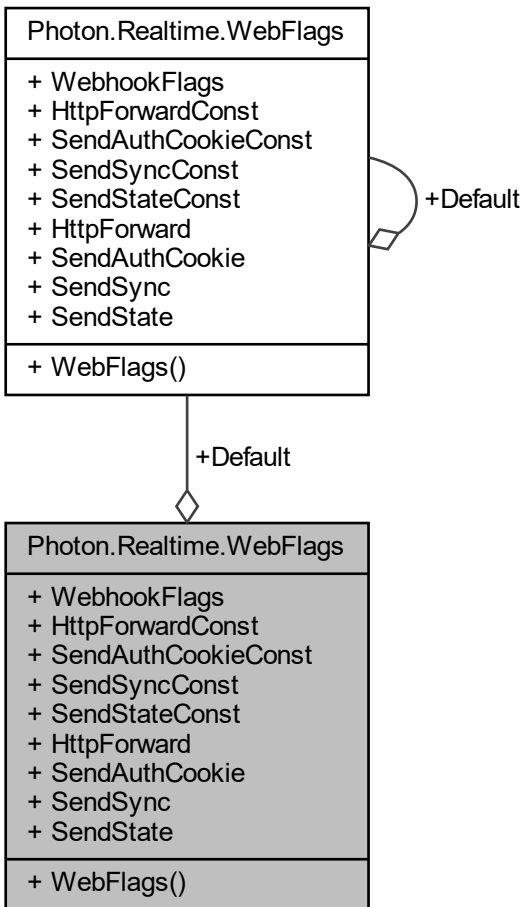 Photon.Realtime.WebFlags
+ WebhookFlags
+ HttpForwardConst
+ SendAuthCookieConst
+ SendSyncConst
+ SendStateConst
+ HttpForward
+ SendAuthCookie
+ SendSync
+ SendState
+ WebFlags()
+Default
+Default
Photon.Realtime.WebFlags
+ WebhookFlags
+ HttpForwardConst
+ SendAuthCookieConst
+ SendSyncConst
+ SendStateConst
+ HttpForward
+ SendAuthCookie
+ SendSync
+ SendState
+ WebFlags()